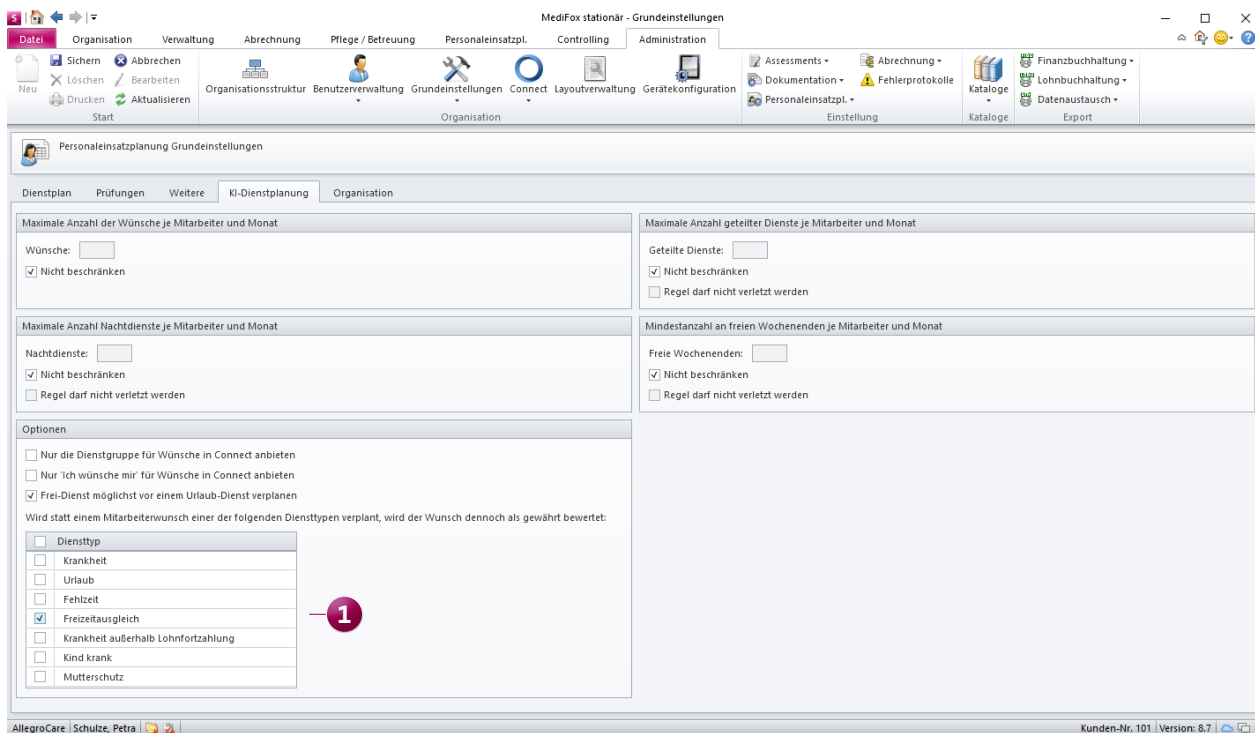 S
MediFox stationär - Grundeinstellungen
Datei Organisation Verwaltung Abrechnung Pflege / Betreuung Personaleinsatzpl. Controlling Administration
Neu
Sichern Abbrechen
Löschen Bearbeiten
Drucken Aktualisieren
Start
Organisationsstruktur Benutzerverwaltung Grundeinstellungen Connect Layoutverwaltung Gerätekonfiguration
Organisation
Assessments Abrechnung
Dokumentation Fehlerprotokolle
Personaleinsatzpl.
Einstellung
Kataloge
Kataloge
Finanzbuchhaltung
Lohnbuchhaltung
Datenaustausch
Export
Personaleinsatzplanung Grundeinstellungen
Dienstplan Prüfungen Weitere KI-Dienstplanung Organisation
Maximale Anzahl der Wünsche je Mitarbeiter und Monat
Wünsche:
Nicht beschränken
Maximale Anzahl geteilter Dienste je Mitarbeiter und Monat
Geteilte Dienste:
Nicht beschränken
Regel darf nicht verletzt werden
Maximale Anzahl Nachtdienste je Mitarbeiter und Monat
Nachtdienste:
Nicht beschränken
Regel darf nicht verletzt werden
Mindestanzahl an freien Wochenenden je Mitarbeiter und Monat
Freie Wochenenden:
Nicht beschränken
Regel darf nicht verletzt werden
Optionen
Nur die Dienstgruppe für Wünsche in Connect anbieten
Nur 'Ich wünsche mir' für Wünsche in Connect anbieten
Frei-Dienst möglichst vor einem Urlaub-Dienst verplanen
Wird statt einem Mitarbeiterwunsch einer der folgenden Diensttypen verplant, wird der Wunsch dennoch als gewährt bewertet:
Diensttyp
Krankheit
Urlaub
Fehlzeit
Freizeitausgleich
Krankheit außerhalb Lohnfortzahlung
Kind krank
Mutterschutz
1
AllegroCare Schulze, Petra
Kunden-Nr. 101 Version: 8.7